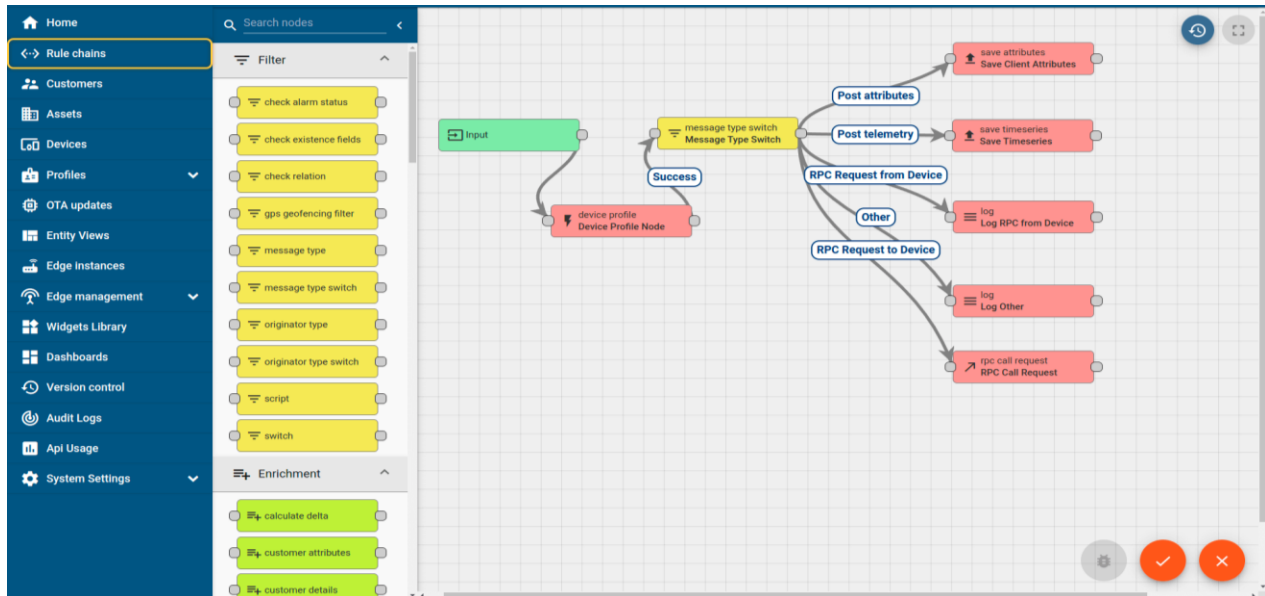 Home
Rule chains
Customers
Assets
Devices
Profiles
OTA updates
Entity Views
Edge instances
Edge management
Widgets Library
Dashboards
Version control
Audit Logs
Api Usage
System Settings
Search nodes
Filter
check alarm status
check existence fields
check relation
gps geofencing filter
message type
message type switch
originator type
originator type switch
script
switch
Enrichment
calculate delta
customer attributes
customer details
Input
device profile
Device Profile Node
Success
message type switch
Message Type Switch
Post attributes
Post telemetry
RPC Request from Device
Other
RPC Request to Device
save attributes
Save Client Attributes
save timeseries
Save Timeseries
log
Log RPC from Device
log
Log Other
rpc call request
RPC Call Request